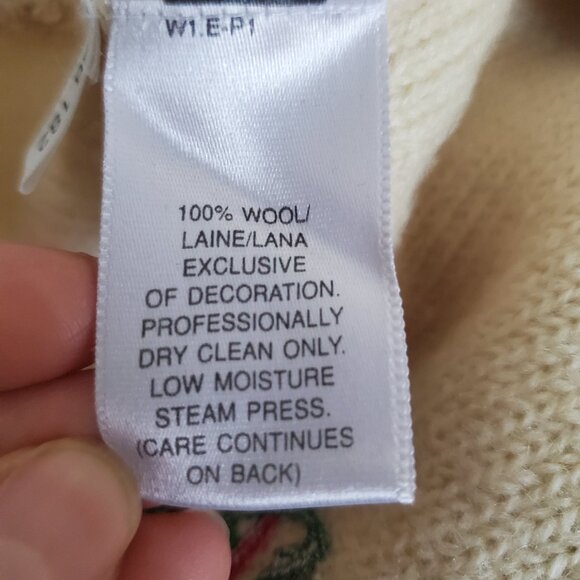 W1.E-P1
100% WOOL/
LAINE/LANA
EXCLUSIVE
OF DECORATION.
PROFESSIONALLY
DRY CLEAN ONLY.
LOW MOISTURE
STEAM PRESS.
(CARE CONTINUES
ON BACK)